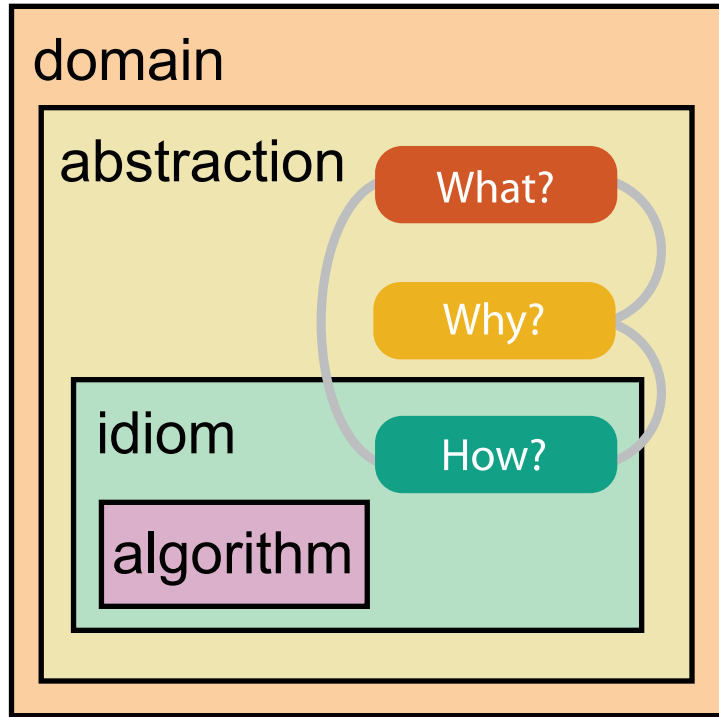 domain
abstraction
What?
Why?
idiom
How?
algorithm